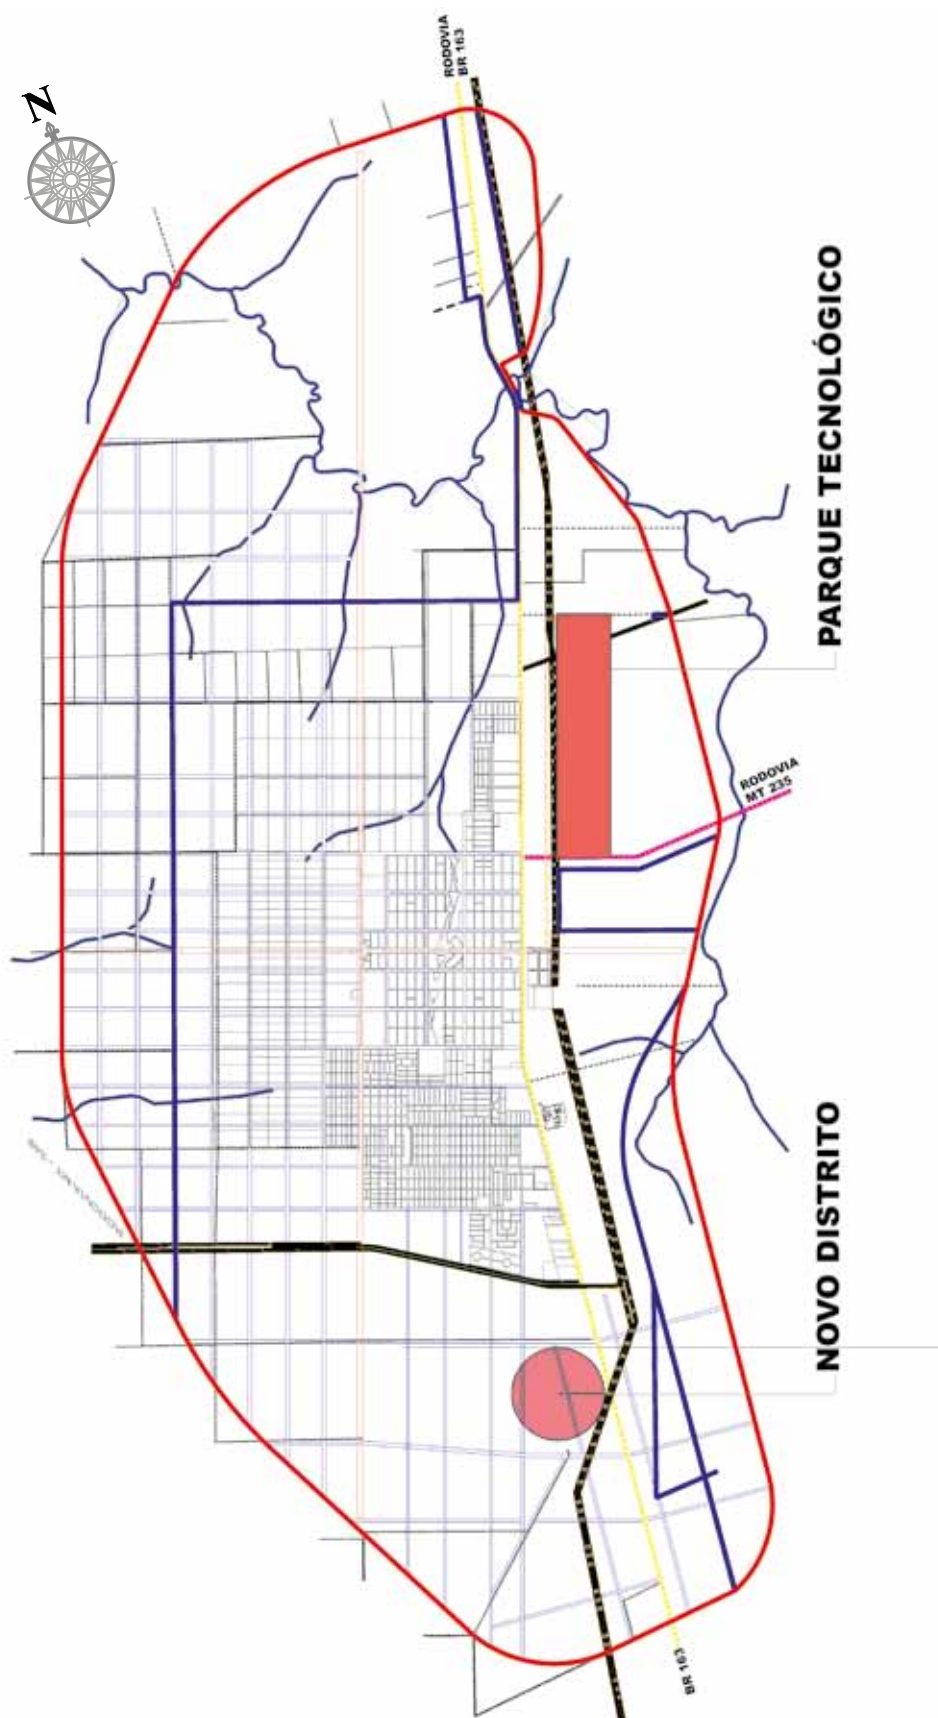 RODOVIA
BR 163
N
PARQUE TECNOLÓGICO
RODOVIA
MT 235
NOVO DISTRITO
BR 163